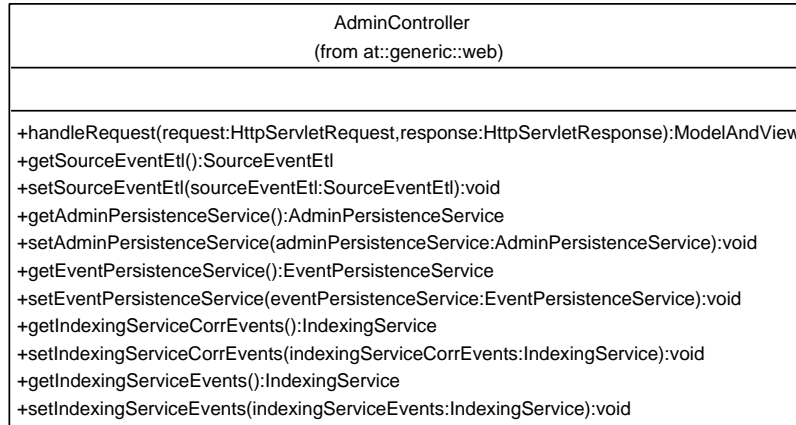 AdminController
(from at::generic::web)
+handleRequest(request:HttpServletRequest,response:HttpServletResponse):ModelAndView
+getSourceEventEtl():SourceEventEtl
+setSourceEventEtl(sourceEventEtl:SourceEventEtl):void
+getAdminPersistenceService():AdminPersistenceService
+setAdminPersistenceService(adminPersistenceService:AdminPersistenceService):void
+getEventPersistenceService():EventPersistenceService
+setEventPersistenceService(eventPersistenceService:EventPersistenceService):void
+getIndexingServiceCorrEvents():IndexingService
+setIndexingServiceCorrEvents(indexingServiceCorrEvents:IndexingService):void
+getIndexingServiceEvents():IndexingService
+setIndexingServiceEvents(indexingServiceEvents:IndexingService):void